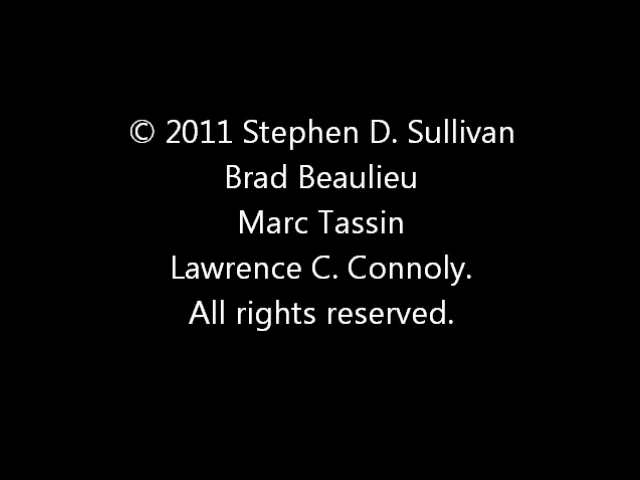 © 2011 Stephen D. Sullivan
Brad Beaulieu
Marc Tassin
Lawrence C. Connoly.
All rights reserved.